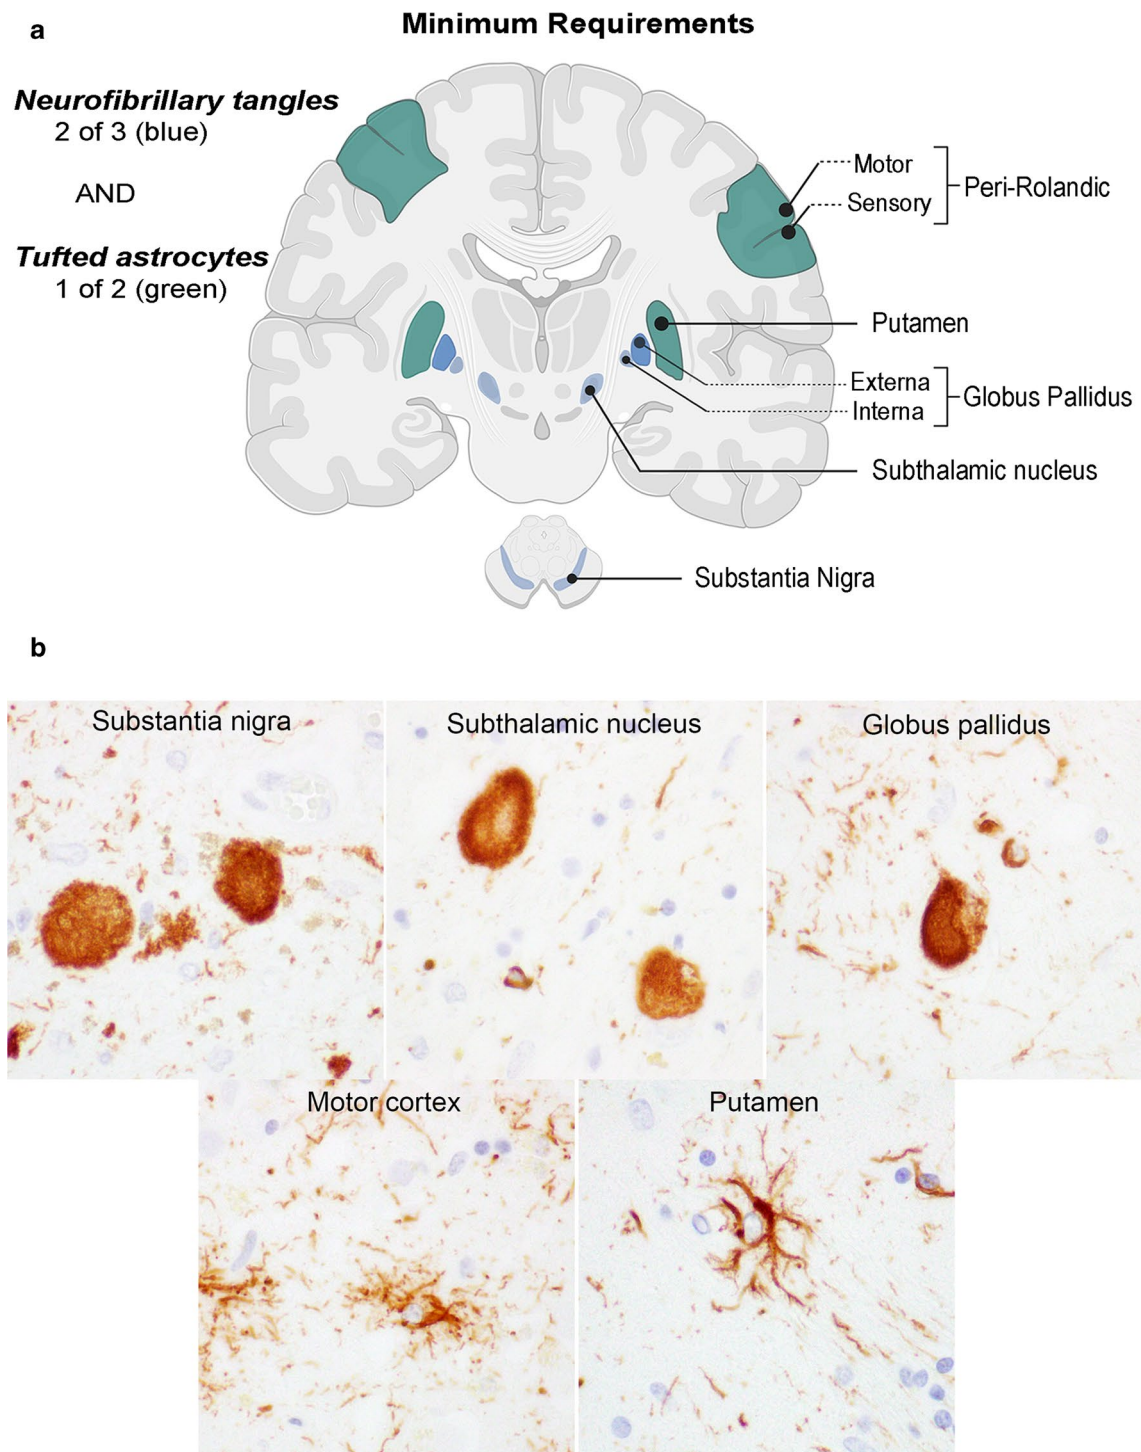 a
Minimum Requirements
Neurofibrillary tangles
2 of 3 (blue)
AND
Tufted astrocytes
1 of 2 (green)
Motor
Sensory
Peri-Rolandic
Putamen
Externa
Interna
Globus Pallidus
Subthalamic nucleus
Substantia Nigra
b
Substantia nigra
Subthalamic nucleus
Globus pallidus
Motor cortex
Putamen